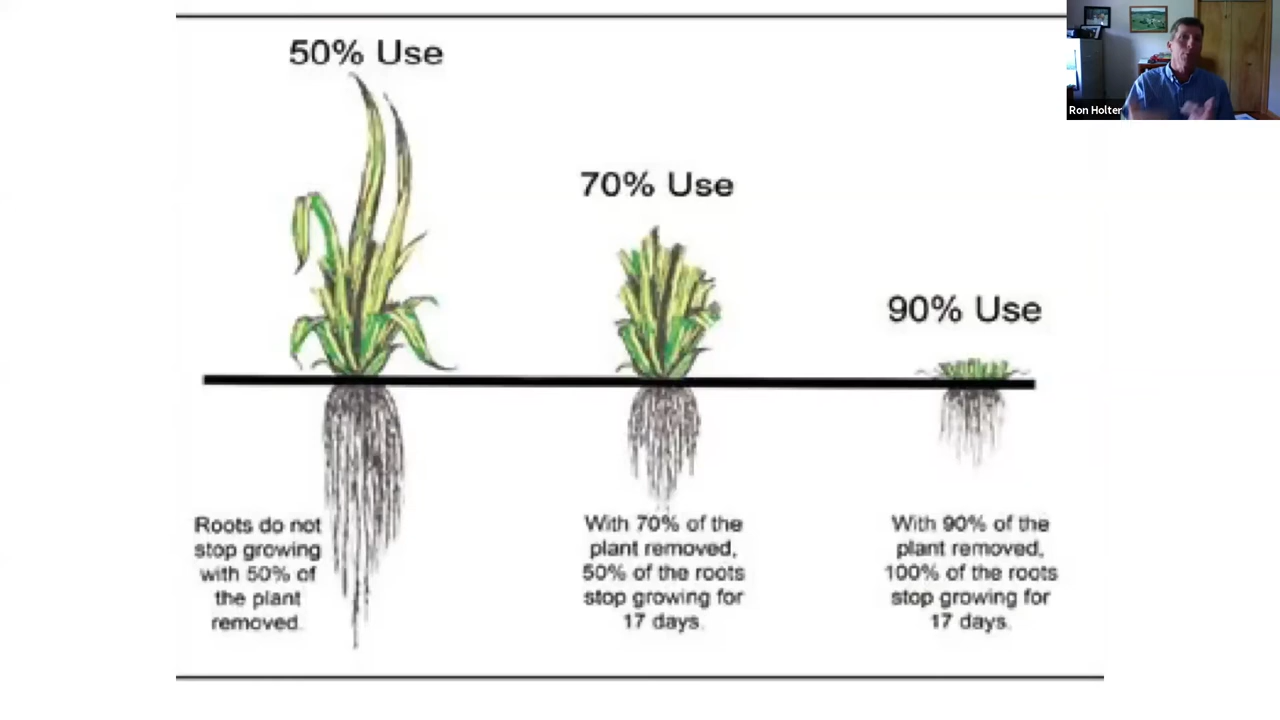 50% Use
70% Use
90% Use
Roots do not
stop growing
with 50% of
the plant
removed.
With 70% of the
plant removed,
50% of the roots
stop growing for
17 days.
With 90% of the
plant removed,
100% of the roots
stop growing for
17 days.
Ron Holter